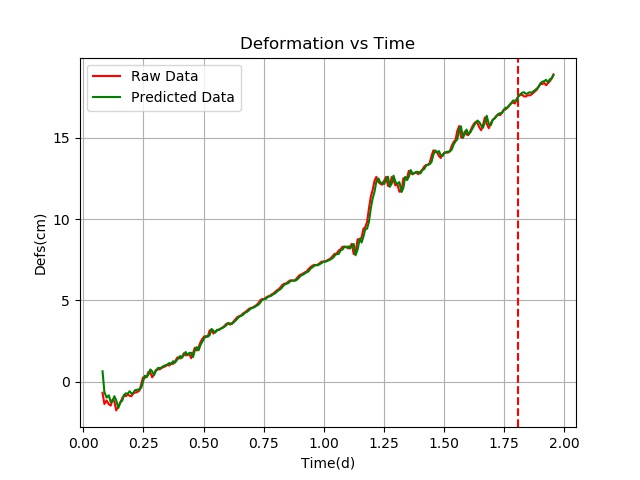 Deformation vs Time
Raw Data
Predicted Data
Defs(cm)
15
10
5
0
0.00 0.25 0.50 0.75 1.00 1.25 1.50 1.75 2.00
Time(d)